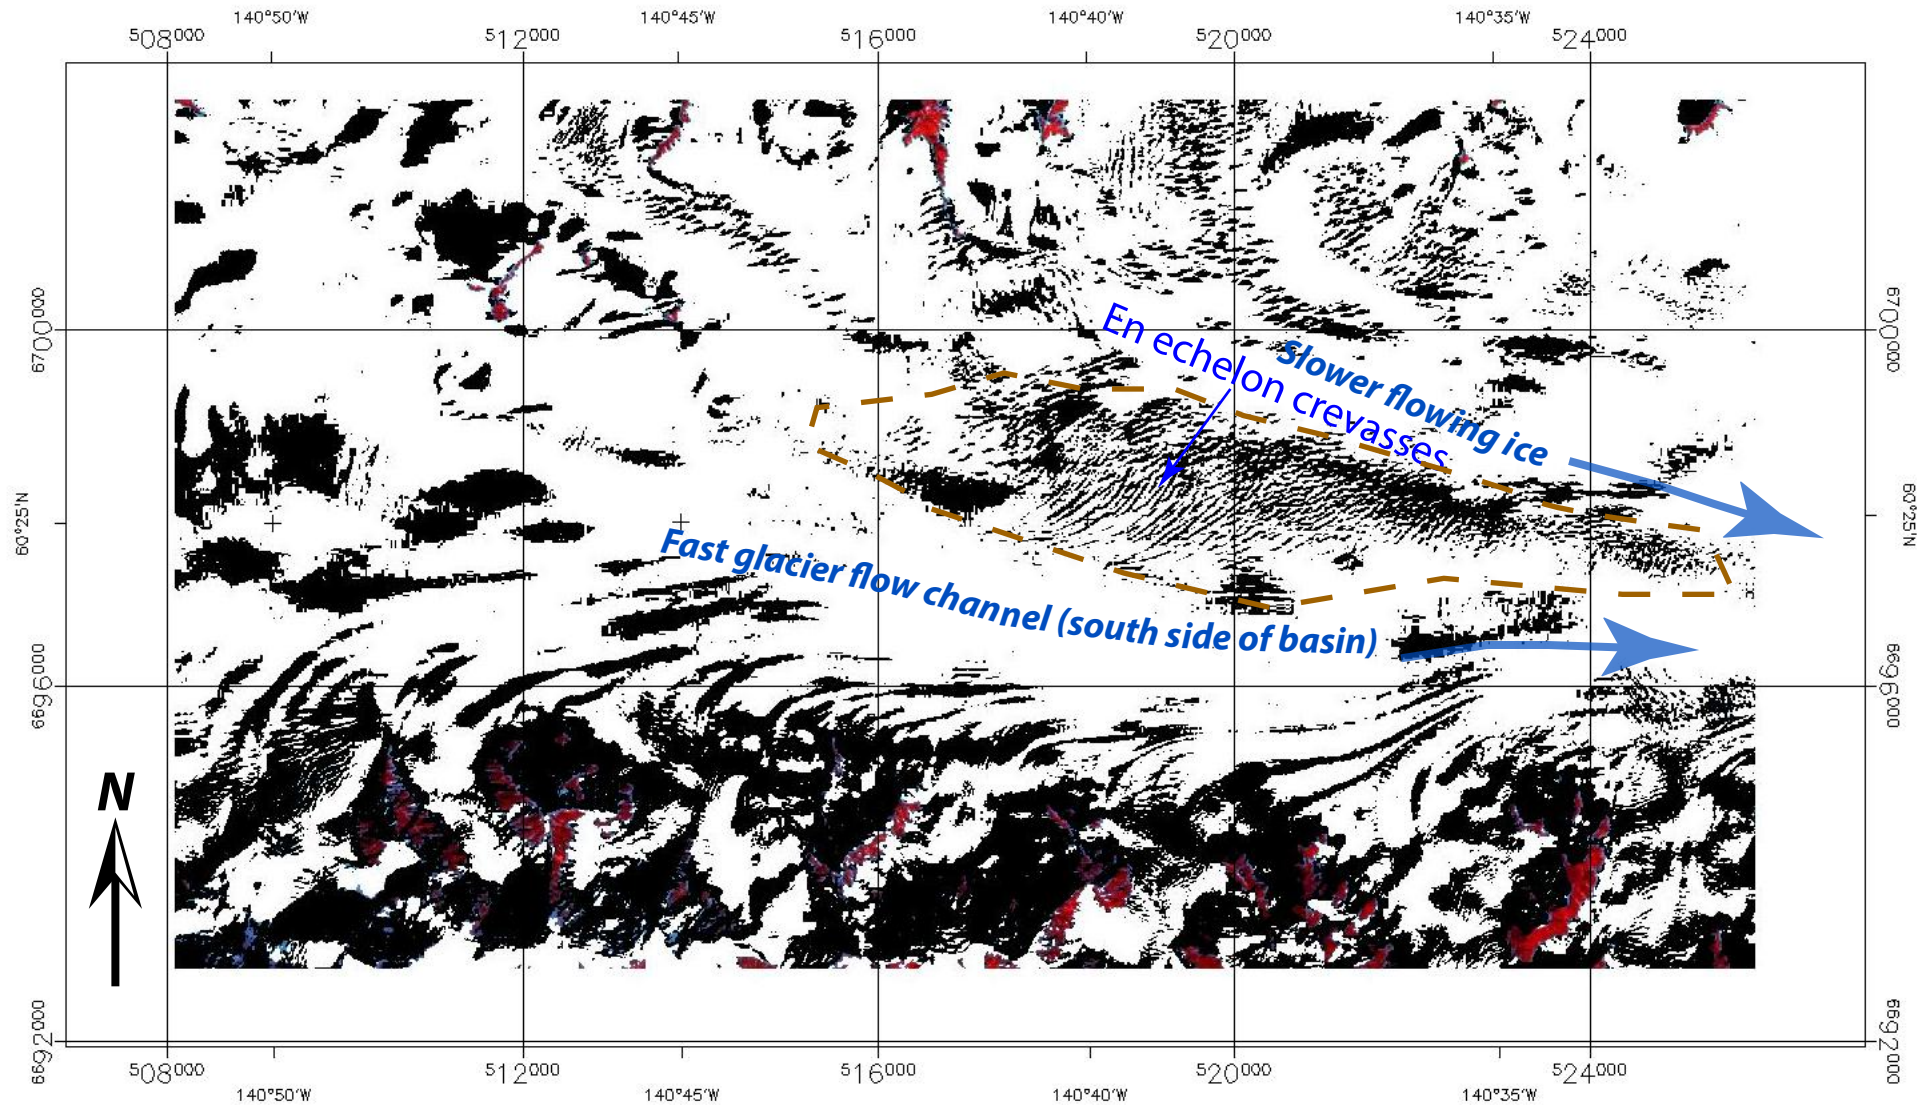 140°50'W 140°45'W 140°40'W 140°35'W
508000 512000 516000 520000 524000
6700000 6700000
En echelon crevasses
Slower flowing ice
60°25'N 60°25'N
Fast glacier flow channel (south side of basin)
6696000 6696000
N
6692000 6692000
508000 512000 516000 520000 524000
140°50'W 140°45'W 140°40'W 140°35'W